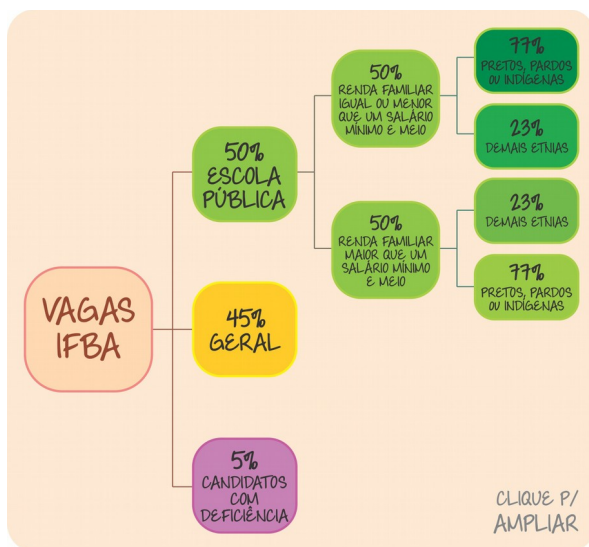 VAGAS
IFBA
50%
ESCOLA
PÚBLICA
50%
RENDA FAMILIAR
IGUAL OU MENOR
QUE UM SALÁRIO
MÍNIMO E MEIO
77%
PRETOS, PARDOS
OU INDÍGENAS
23%
DEMAIS ETNIAS
50%
RENDA FAMILIAR
MAIOR QUE UM
SALÁRIO MÍNIMO
E MEIO
23%
DEMAIS ETNIAS
77%
PRETOS, PARDOS
OU INDÍGENAS
45%
GERAL
5%
CANDIDATOS
COM
DEFICIÊNCIA
CLIQUE P/
AMPLIAR